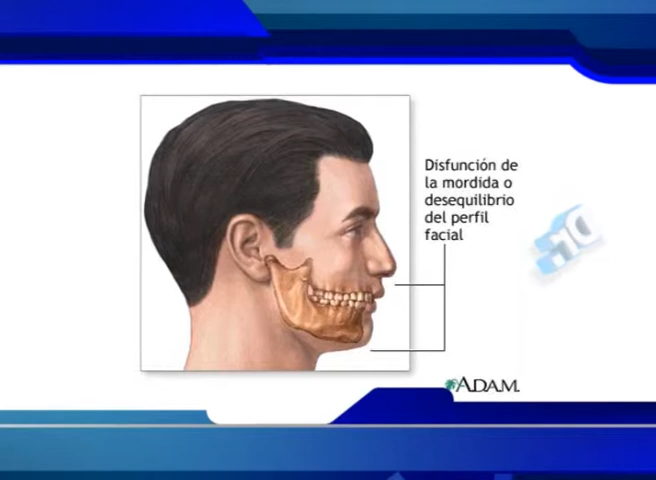 Disfunción de
la mordida o
desequilibrio
del perfil
facial
ADAM.